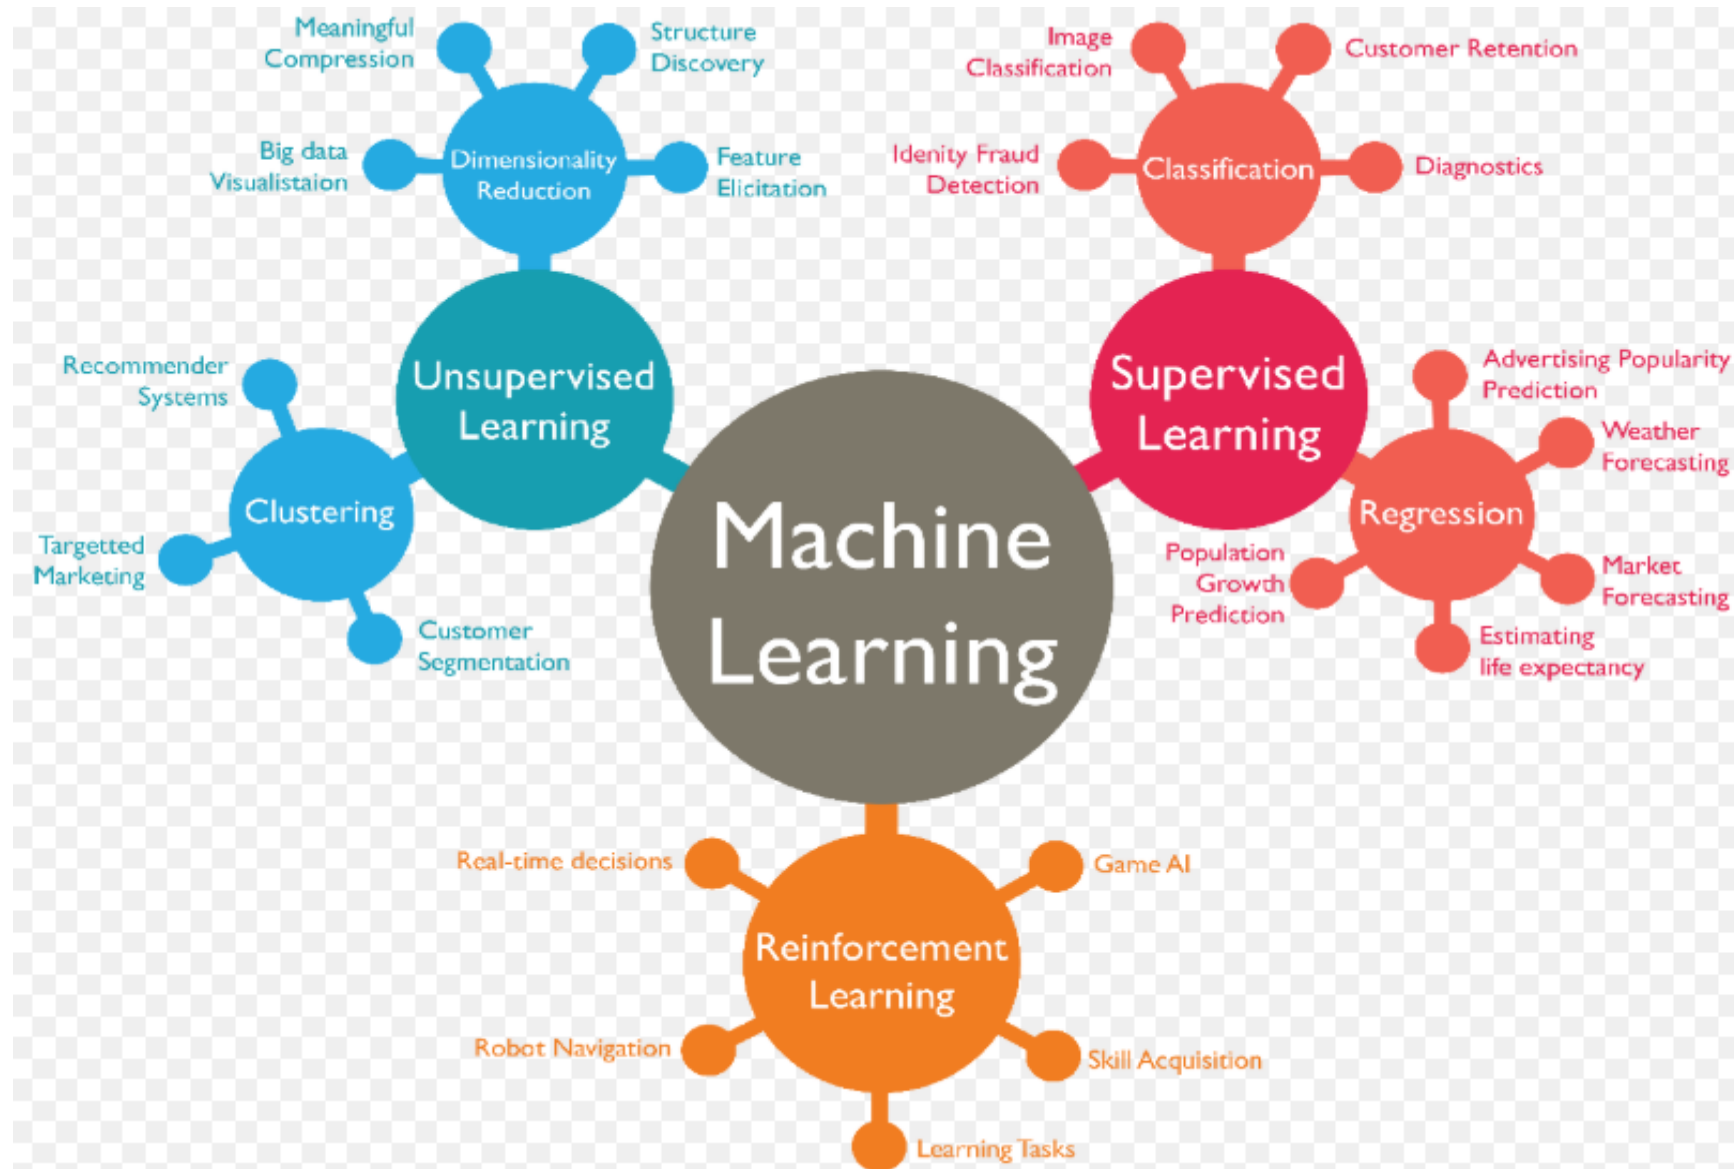 Meaningful
Compression
Structure
Discovery
Big data
Visualistaion
Dimensionality
Reduction
Feature
Elicitation
Image
Classification
Customer Retention
Idenity Fraud
Detection
Classification
Diagnostics
Unsupervised
Learning
Recommender
Systems
Clustering
Targetted
Marketing
Customer
Segmentation
Machine
Learning
Supervised
Learning
Advertising Popularity
Prediction
Weather
Forecasting
Regression
Population
Growth
Prediction
Market
Forecasting
Estimating
life expectancy
Real-time decisions
Game AI
Reinforcement
Learning
Robot Navigation
Skill Acquisition
Learning Tasks